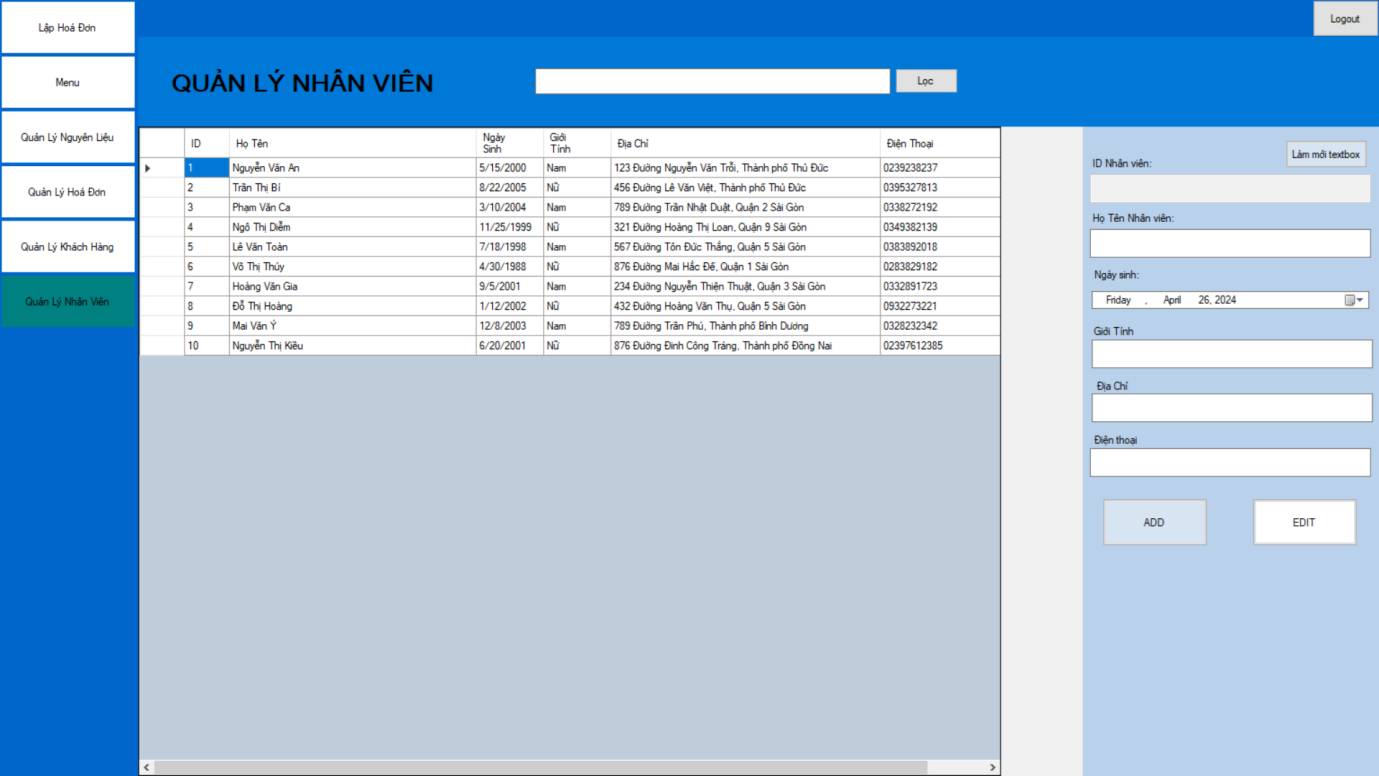 Lập Hoá Đơn
Logout
Menu
QUẢN LÝ NHÂN VIÊN
Lọc
Quản Lý Nguyên Liệu
Quản Lý Hoá Đơn
Quản Lý Khách Hàng
Quản Lý Nhân Viên
ID Họ Tên Ngày Sinh Giới Tính Địa Chỉ Điện Thoại
1 Nguyễn Văn An 5/15/2000 Nam 123 Đường Nguyễn Văn Trỗi, Thành phố Thủ Đức 0239238237
2 Trần Thị Bí 8/22/2005 Nũ 456 Đường Lê Văn Việt, Thành phố Thủ Đức 0395327813
3 Phạm Văn Ca 3/10/2004 Nam 789 Đường Trần Nhật Duật, Quận 2 Sài Gòn 0338272192
4 Ngô Thị Diễm 11/25/1999 Nũ 321 Đường Hoàng Thị Loan, Quận 9 Sài Gòn 0349382139
5 Lê Văn Toàn 7/18/1998 Nam 567 Đường Tôn Đức Thắng, Quận 5 Sài Gòn 0383892018
6 Võ Thị Thúy 4/30/1988 Nũ 876 Đường Mai Hắc Đế, Quận 1 Sài Gòn 0283829182
7 Hoàng Văn Gia 9/5/2001 Nam 234 Đường Nguyễn Thiện Thuật, Quận 3 Sài Gòn 0332891723
8 Đỗ Thị Hoàng 1/12/2002 Nũ 432 Đường Hoàng Văn Thụ, Quận 5 Sài Gòn 0932273221
9 Mai Văn Ý 12/8/2003 Nam 789 Đường Trần Phú, Thành phố Bình Dương 0328232342
10 Nguyễn Thị Kiều 6/20/2001 Nũ 876 Đường Đinh Công Tráng, Thành phố Đồng Nai 02397612385
Làm mới textbox
ID Nhân viên:
Họ Tên Nhân viên:
Ngày sinh:
Friday , April 26, 2024
Giới Tính
Địa Chỉ
Điện thoại
ADD
EDIT